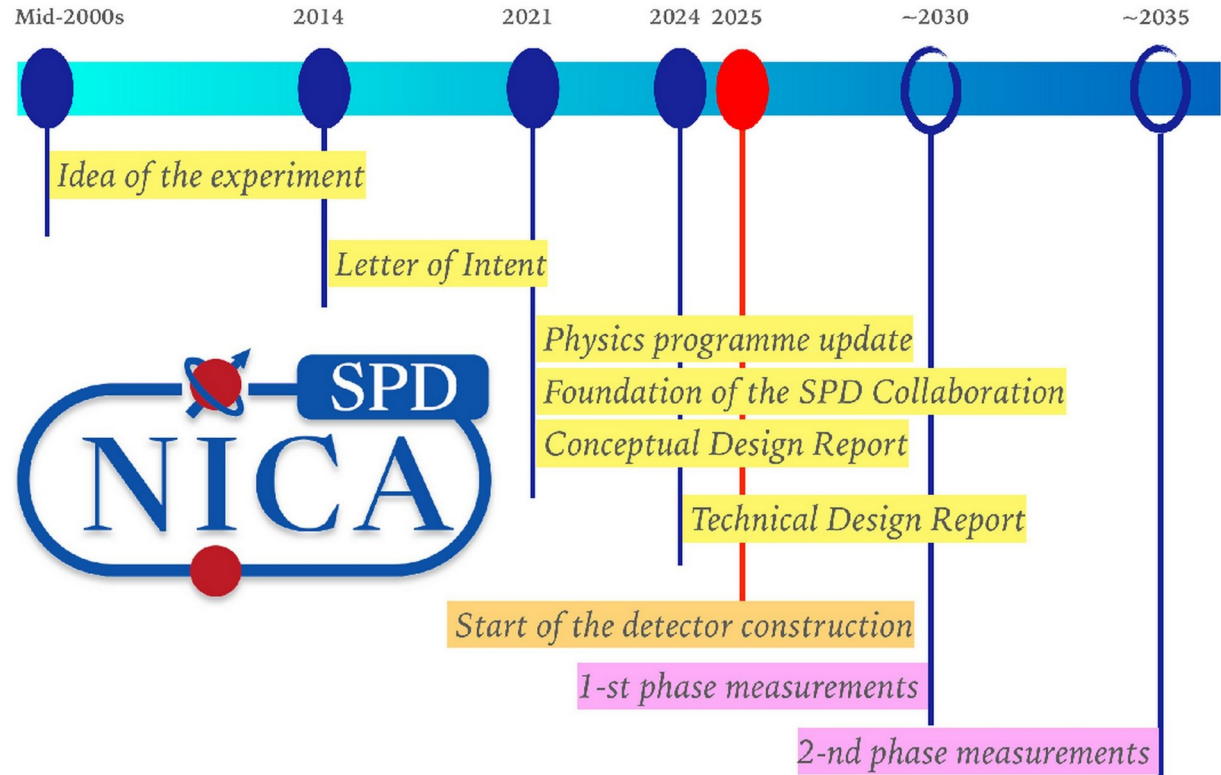 Mid-2000s 2014 2021 2024 2025 ~2030 ~2035
Idea of the experiment
Letter of Intent
Physics programme update
Foundation of the SPD Collaboration
Conceptual Design Report
SPD
NICA
Technical Design Report
Start of the detector construction
1-st phase measurements
2-nd phase measurements